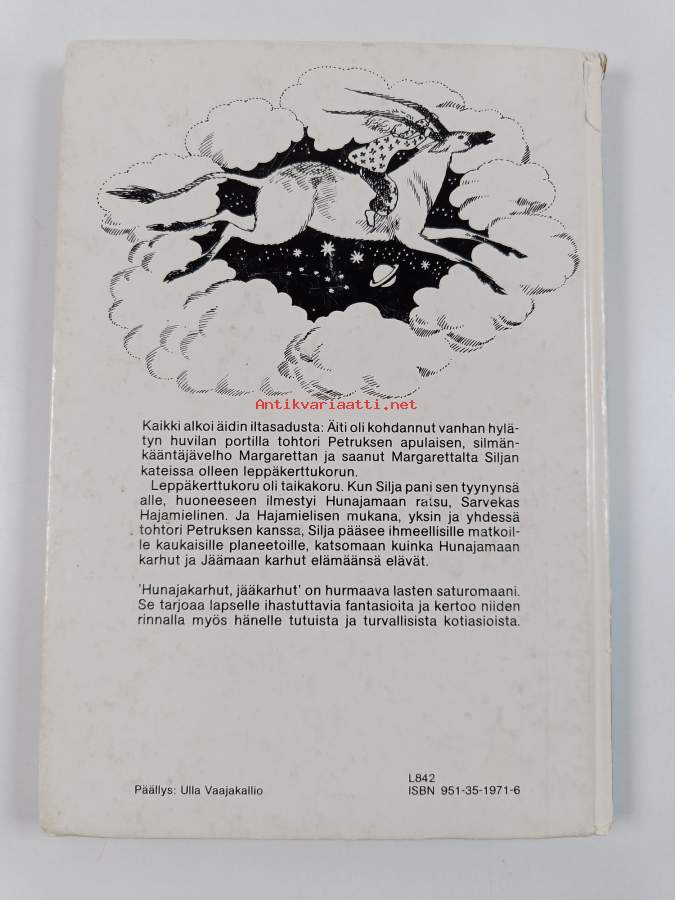 Antikvariaatti.net
Kaikki alkoi äidin iltasadusta: Äiti oli kohdannut vanhan hylä-
tyn huvilan portilla tohtori Petruksen apulaisen, silmän-
kääntäjävelho Margarettan ja saanut Margarettalta Siljan
kateissa olleen leppäkerttukorun.
Leppäkerttukoru oli taikakoru. Kun Silja pani sen tyynynsä
alle, huoneeseen ilmestyi Hunajamaan ratsu, Sarvekas
Hajamielinen. Ja Hajamielisen mukana, yksin ja yhdessä
tohtori Petruksen kanssa, Silja pääsee ihmeellisille matkoil-
le kaukaisille planeetoille, katsomaan kuinka Hunajamaan
karhut ja Jäämaan karhut elämäänsä elävät.
'Hunajakarhut, jääkarhut' on hurmaava lasten saturomaani.
Se tarjoaa lapselle ihastuttavia fantasioita ja kertoo niiden
rinnalla myös hänelle tutuista ja turvallisista kotiasioista.
L842
Päällys: Ulla Vaajakallio
ISBN 951-35-1971-6